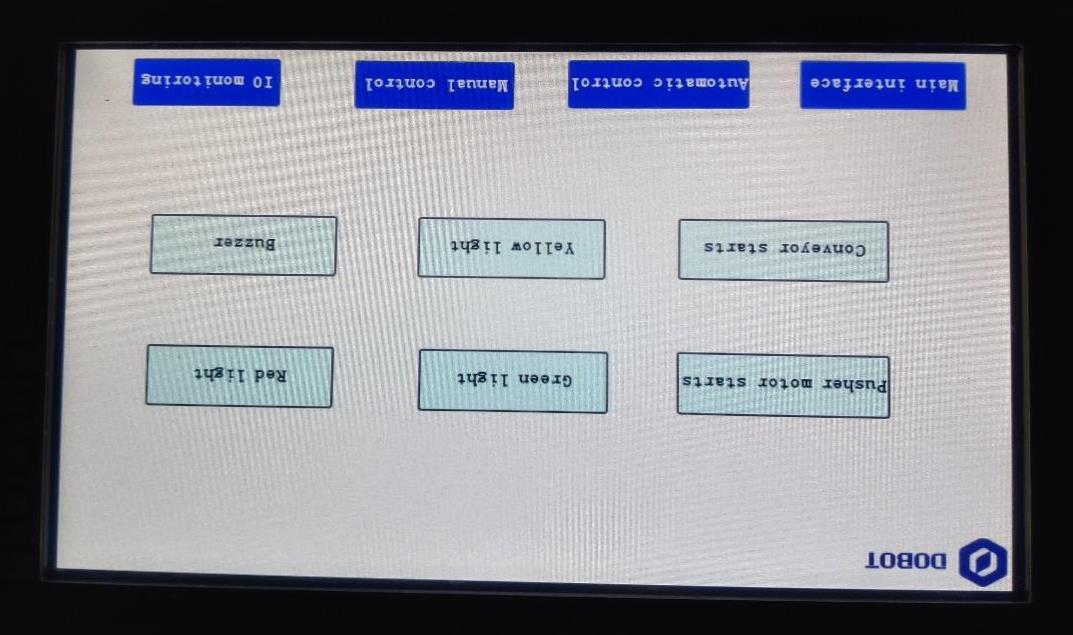 DOBOT
Pusher motor starts
Green light
Red light
Conveyor starts
Yellow light
Buzzer
Main interface
Automatic control
Manual control
IO monitoring